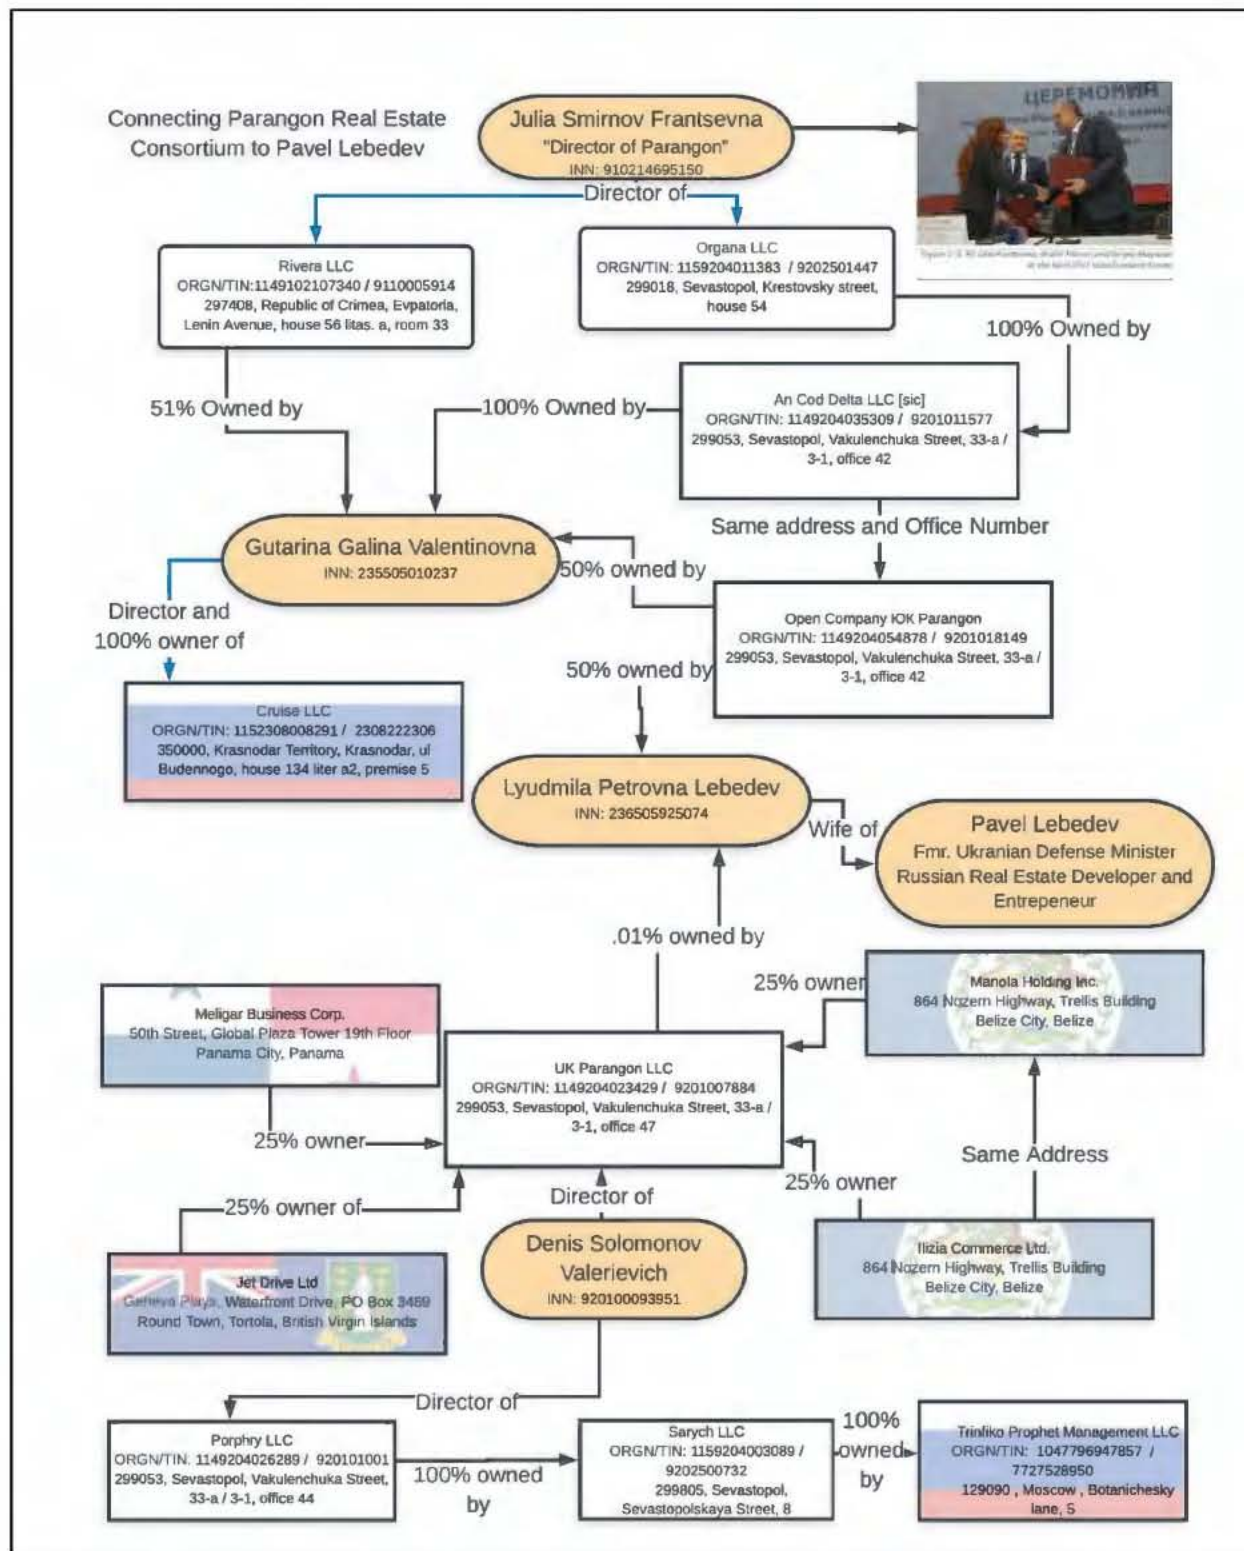 Connecting Parangon Real Estate
Consortium to Pavel Lebedev
Julia Smirnov Frantsevna
"Director of Parangon"
INN: 910214695150
ЦЕРЕМОНИЯ
Director of
Rivera LLC
ORGN/TIN:1149102107340 / 9110005914
297408, Republic of Crimea, Evpatoria,
Lenin Avenue, house 56 litas. a, room 33
Organa LLC
ORGN/TIN: 1159204011383 / 9202501447
299018, Sevastopol, Krestovsky street,
house 54
100% Owned by
51% Owned by
100% Owned by
An Cod Delta LLC [sic]
ORGN/TIN: 1149204035309 / 9201011577
299053, Sevastopol, Vakulenchuka Street, 33-a /
3-1, office 42
Same address and Office Number
Gutarina Galina Valentinovna
INN: 235505010237
50% owned by
Director and
100% owner of
Open Company ЮК Parangon
ORGN/TIN: 1149204054878 / 9201018149
299053, Sevastopol, Vakulenchuka Street, 33-a /
3-1, office 42
50% owned by
Cruise LLC
ORGN/TIN: 1152308008291 / 2308222306
350000, Krasnodar Territory, Krasnodar, ul
Budennogo, house 134 liter a2, premise 5
Lyudmila Petrovna Lebedev
INN: 236505925074
Wife of
Pavel Lebedev
Fmr. Ukranian Defense Minister
Russian Real Estate Developer and
Entrepeneur
.01% owned by
Meligar Business Corp.
50th Street, Global Plaza Tower 19th Floor
Panama City, Panama
25% owner
Manola Holding Inc.
864 Nozern Highway, Trellis Building
Belize City, Belize
UK Parangon LLC
ORGN/TIN: 1149204023429 / 9201007884
299053, Sevastopol, Vakulenchuka Street, 33-a /
3-1, office 47
25% owner
Same Address
25% owner
25% owner of
Director of
Jet Drive Ltd
Geneva Playa, Waterfront Drive, PO Box 3469
Round Town, Tortola, British Virgin Islands
Denis Solomonov
Valerievich
INN: 920100093951
Ilizia Commerce Ltd.
864 Nozern Highway, Trellis Building
Belize City, Belize
Director of
Porphry LLC
ORGN/TIN: 1149204026289 / 920101001
299053, Sevastopol, Vakulenchuka Street,
33-a / 3-1, office 44
100% owned
by
Sarych LLC
ORGN/TIN: 1159204003089 /
9202500732
299805, Sevastopol,
Sevastopolskaya Street, 8
100%
owned
by
Trinfiko Prophet Management LLC
ORGN/TIN: 1047796947857 /
7727528950
129090 , Moscow , Botanichesky
lane, 5